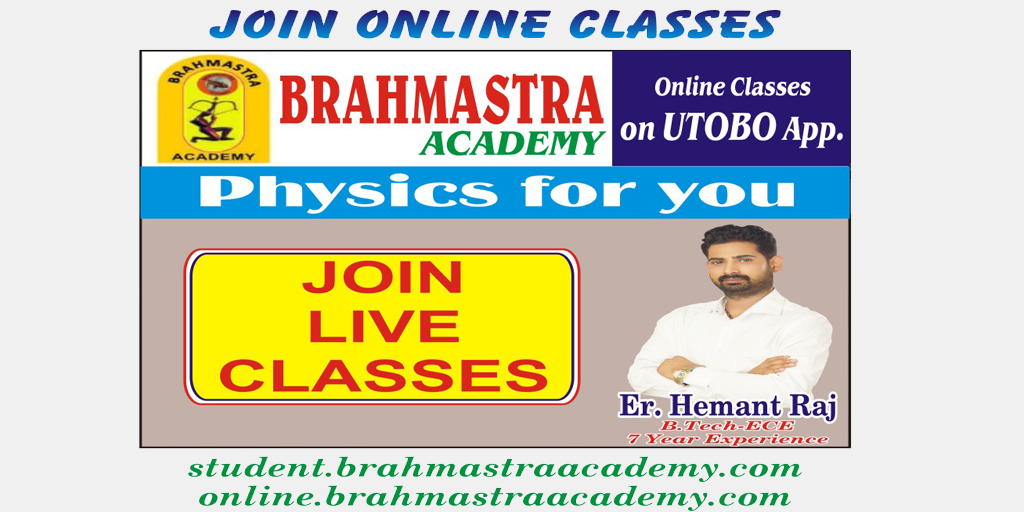 JOIN ONLINE CLASSES
BRAHMASTRA
ACADEMY
BRAHMASTRA
ACADEMY
Online Classes
on UTOBO App.
Physics for you
JOIN
LIVE
CLASSES
Er. Hemant Raj
B.Tech-ECE
7 Year Experience
student.brahmastraacademy.com
online.brahmastraacademy.com